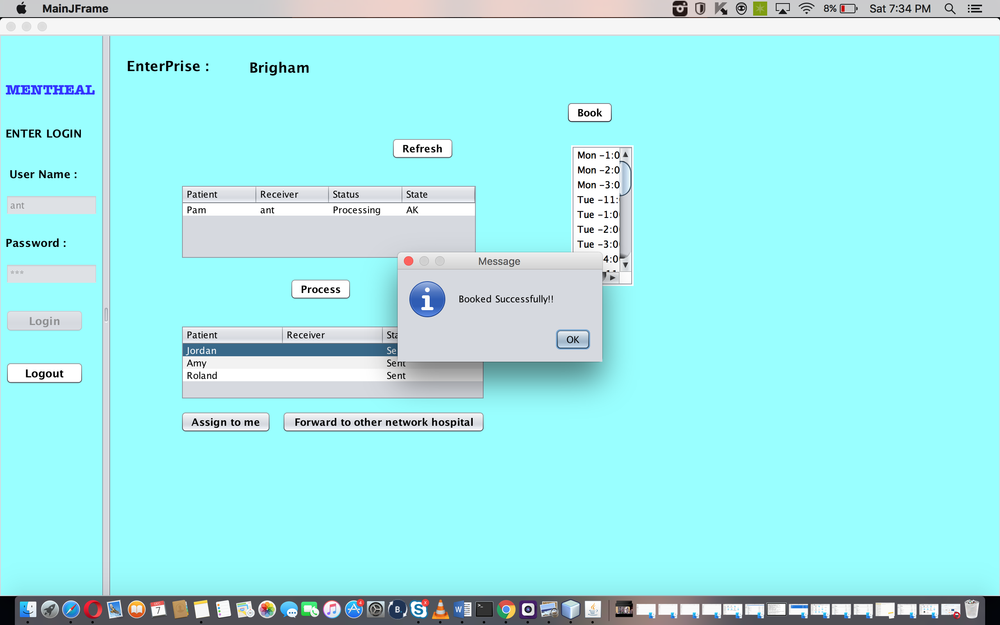 MainJFrame
8%
Sat 7:34 PM
EnterPrise :
Brigham
MENTHEAL
Book
ENTER LOGIN
Refresh
Mon -1:0
Mon -2:0
Mon -3:0
Tue -11:
Tue -1:0
Tue -2:0
Tue -3:0
4:0
User Name :
ant
Patient Receiver Status State
Pam ant Processing AK
Password :
***
Message
Booked Successfully!!
OK
Process
Login
Patient Receiver Sta
Jordan Se
Amy Sent
Roland Sent
Logout
Assign to me
Forward to other network hospital
DEC
7
4
B.
S
X
W
>_